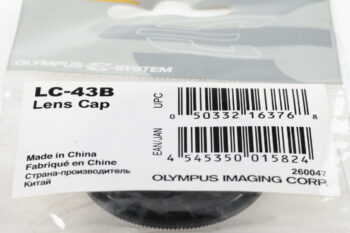 OLYMPUS E-SYSTEM
LC-43B
Lens Cap
UPC
0 50332 16376 8
EAN/JAN
4 545350 015824
Made in China
Fabriqué en Chine
Страна-производитель
Китай
260047
OLYMPUS IMAGING CORP.